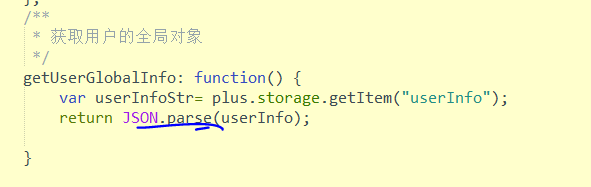 },
/**
* 获取用户的全局对象
*/
getUserGlobalInfo: function() {
var userInfoStr= plus.storage.getItem("userInfo");
return JSON.parse(userInfo);
}